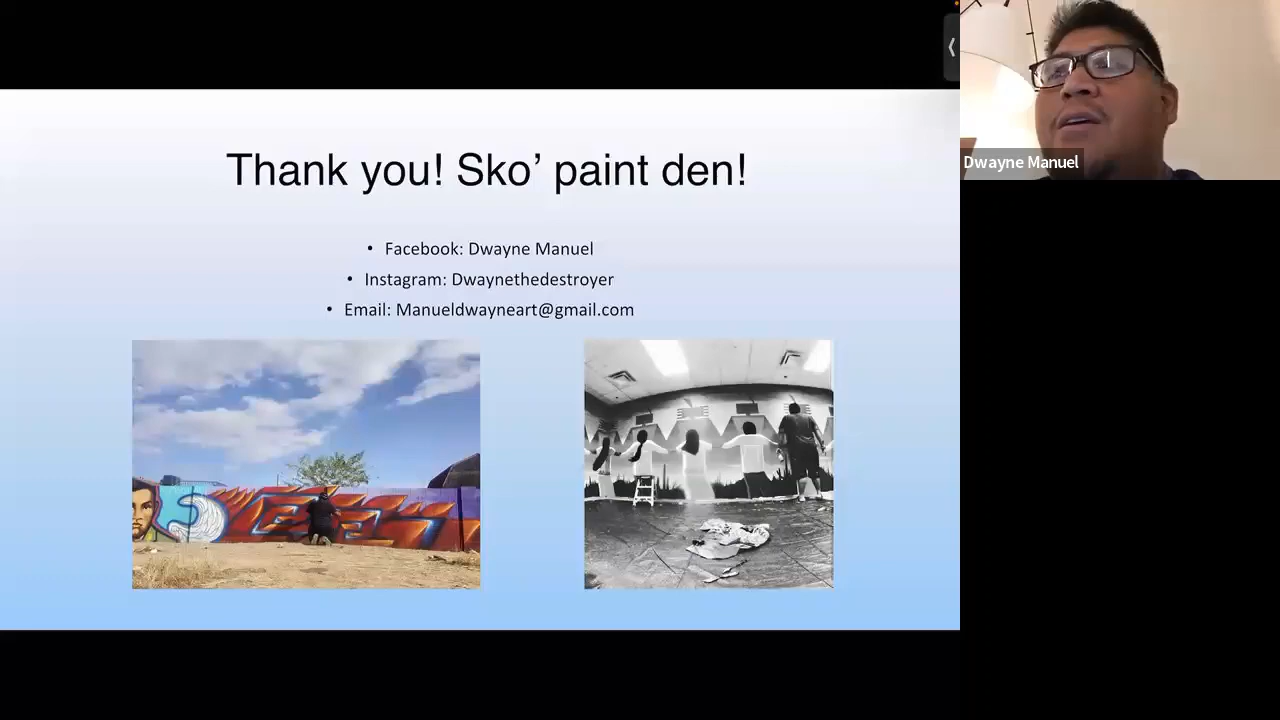 Thank you! Sko’ paint den!
• Facebook: Dwayne Manuel
• Instagram: Dwaynethedestroyer
• Email: Manueldwayneart@gmail.com
Dwayne Manuel